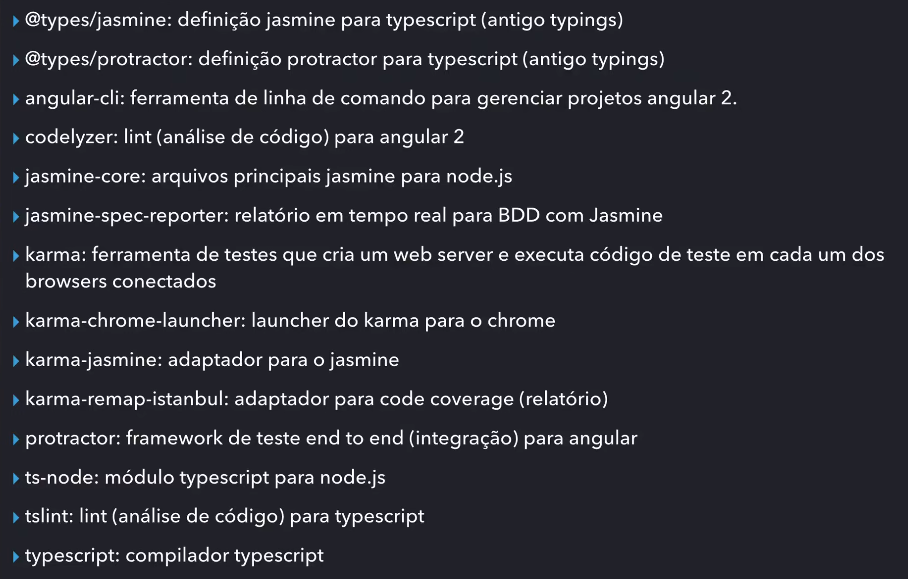 @types/jasmine: definição jasmine para typescript (antigo typings)
@types/protractor: definição protractor para typescript (antigo typings)
angular-cli: ferramenta de linha de comando para gerenciar projetos angular 2.
codelyzer: lint (análise de código) para angular 2
jasmine-core: arquivos principais jasmine para node.js
jasmine-spec-reporter: relatório em tempo real para BDD com Jasmine
karma: ferramenta de testes que cria um web server e executa código de teste em cada um dos
browsers conectados
karma-chrome-launcher: launcher do karma para o chrome
karma-jasmine: adaptador para o jasmine
karma-remap-istanbul: adaptador para code coverage (relatório)
protractor: framework de teste end to end (integração) para angular
ts-node: módulo typescript para node.js
tslint: lint (análise de código) para typescript
typescript: compilador typescript